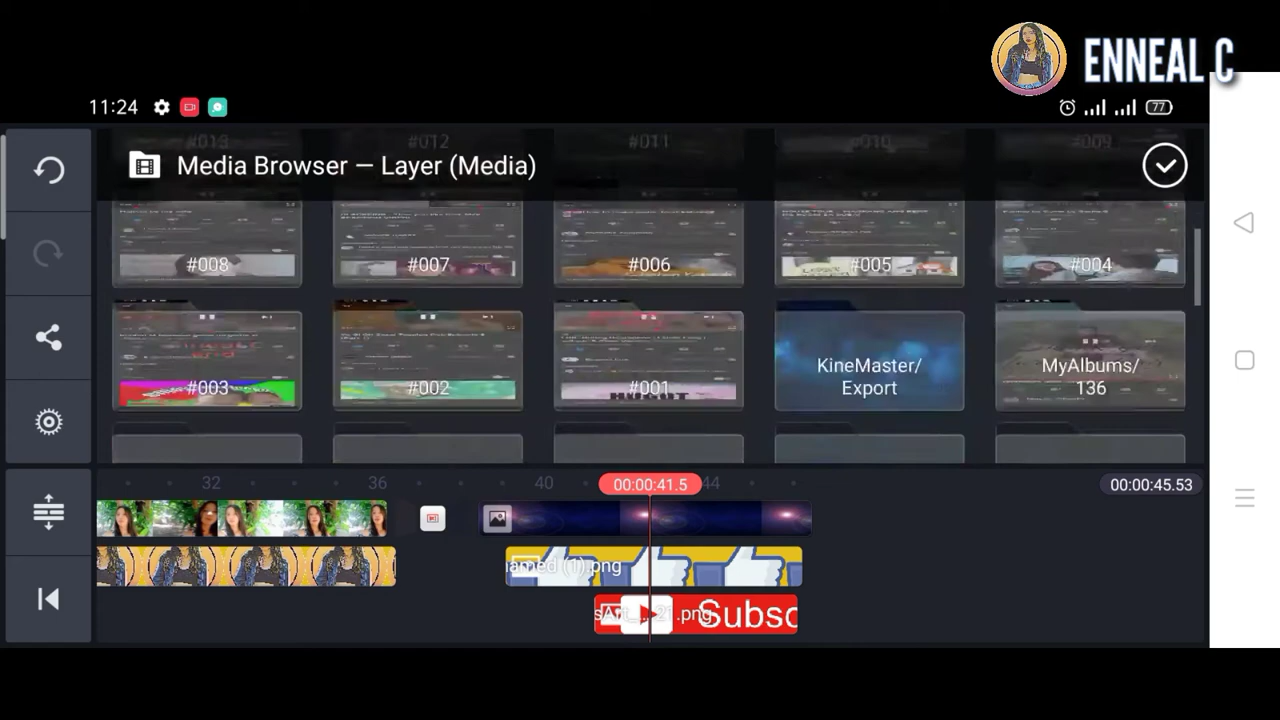 ENNEAL C
11:24
77
#013
#012
#011
#010
#009
Media Browser — Layer (Media)
#008
#007
#006
#005
#004
#003
#002
#001
KineMaster/
Export
MyAlbums/
136
32
36
40
00:00:41.5
44
00:00:45.53
amed (1).png
21.png
Subsc